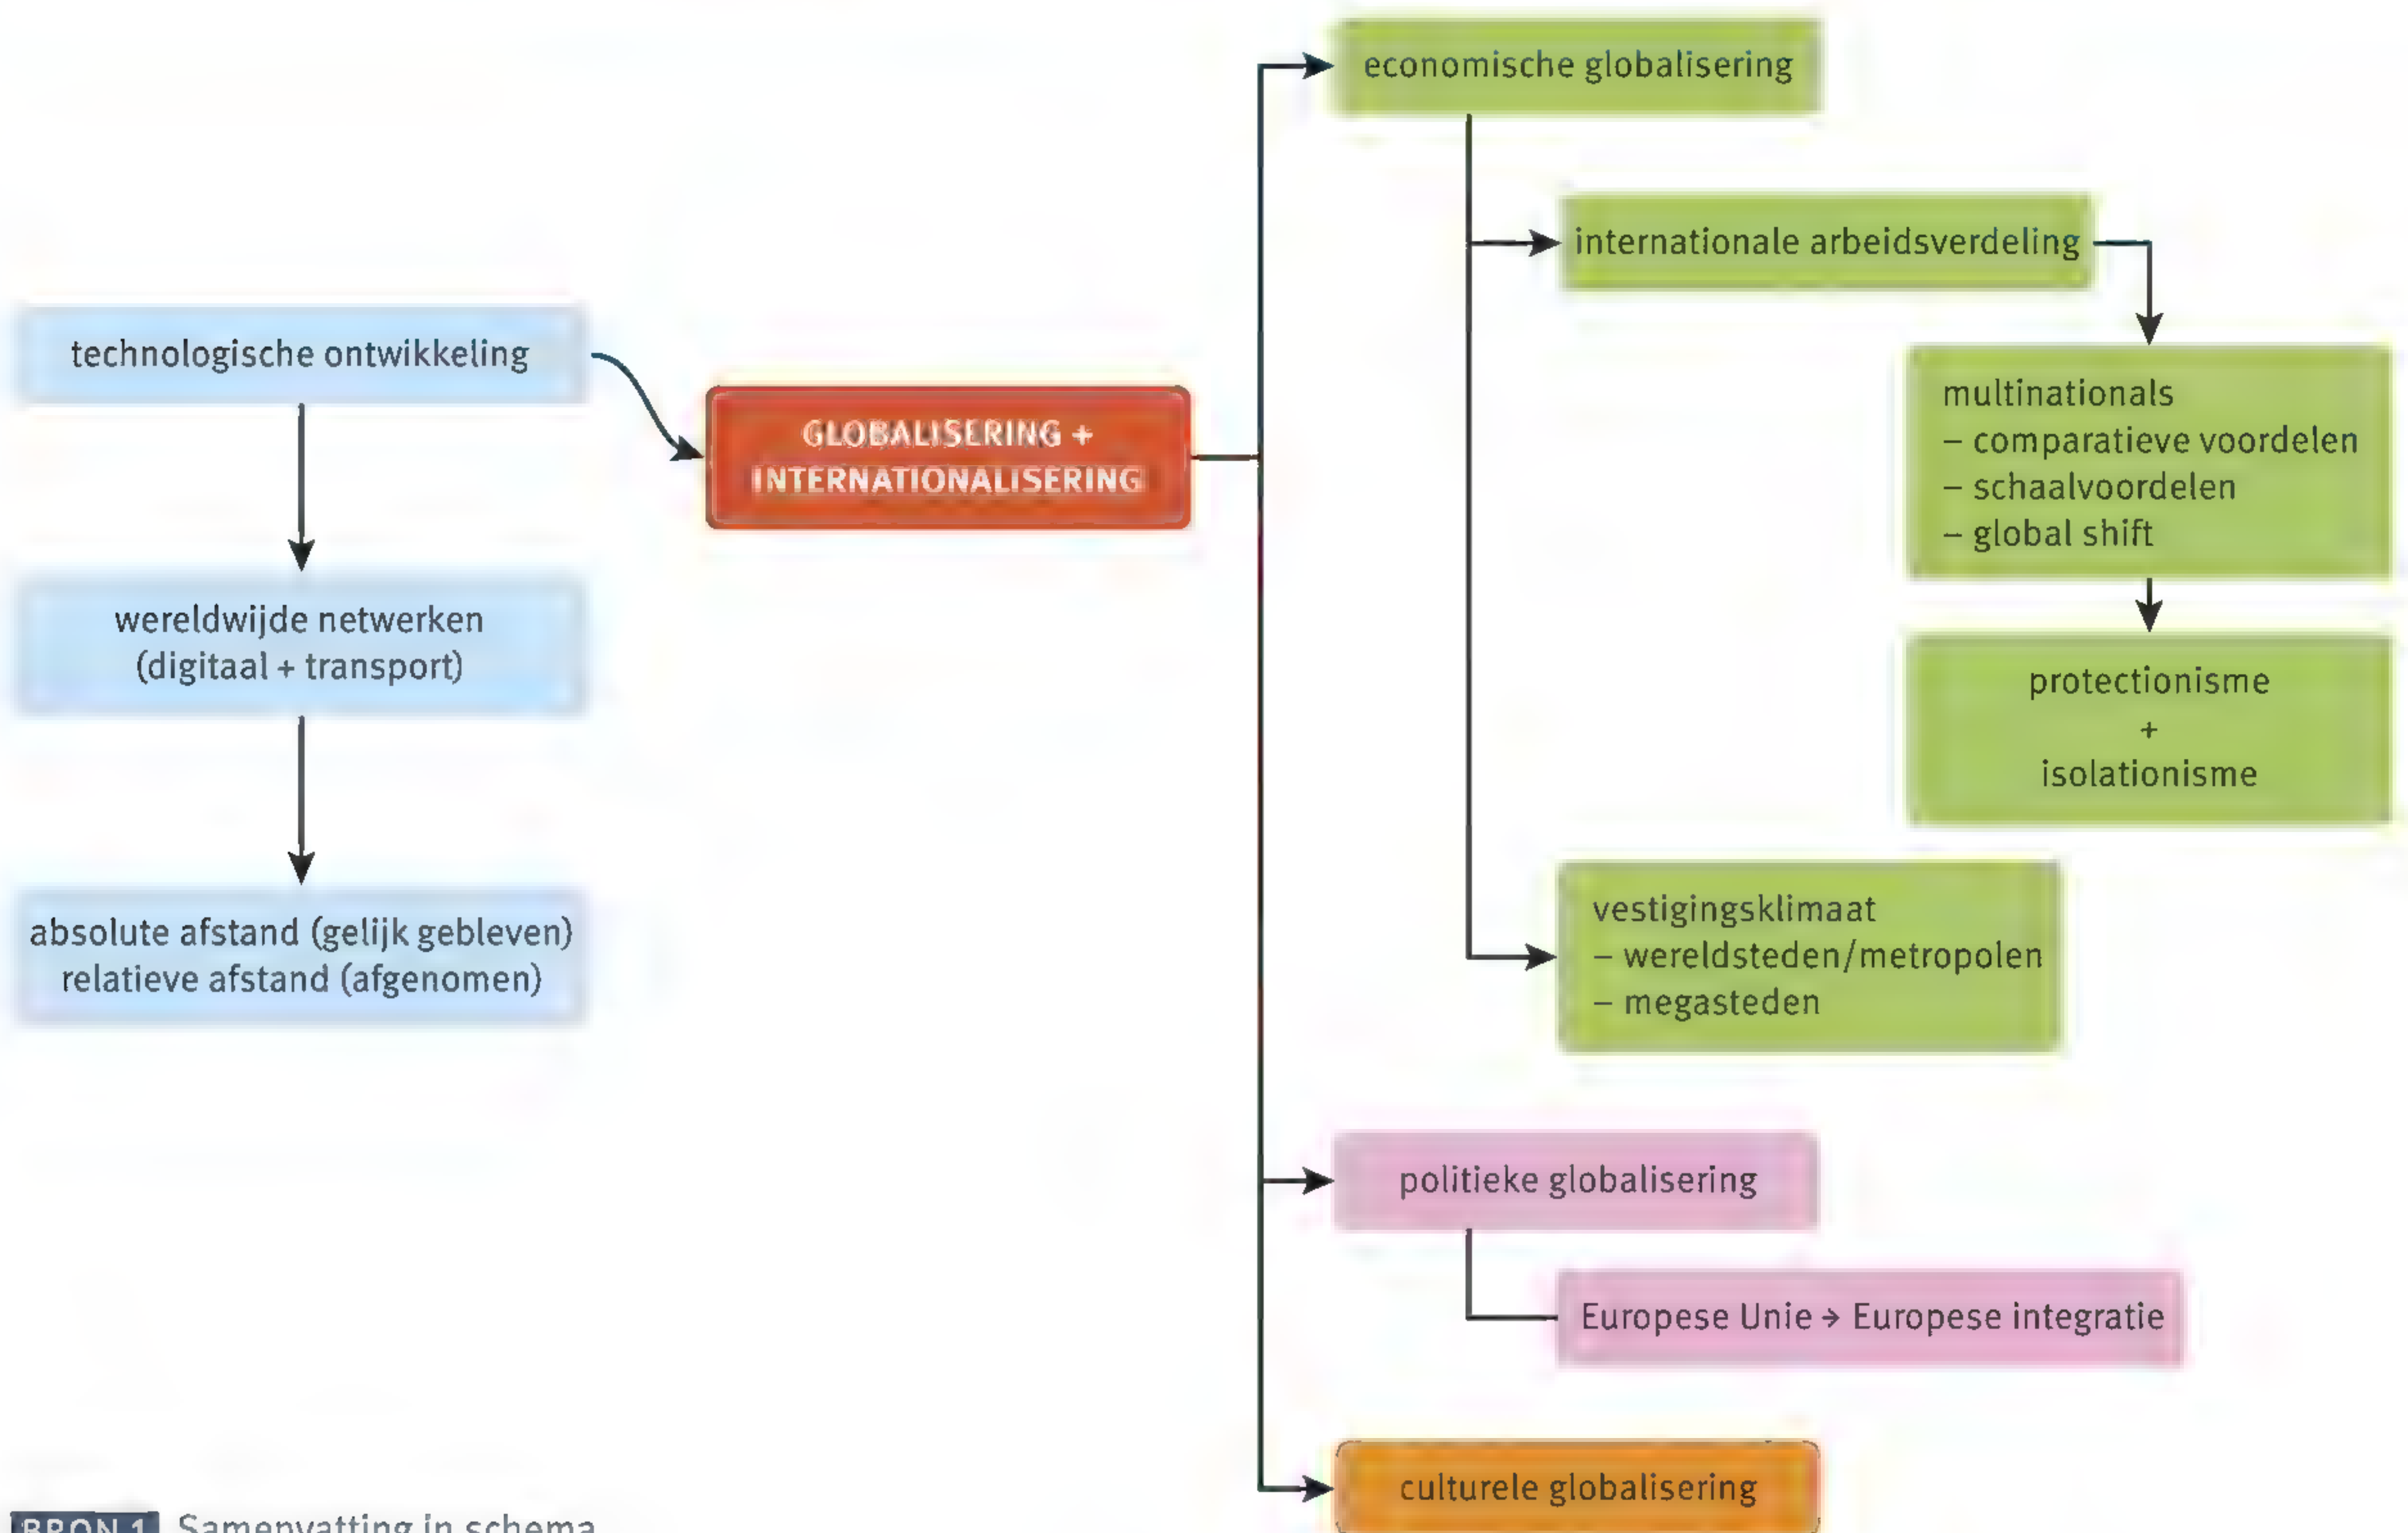 economische globalisering
internationale arbeidsverdeling
technologische ontwikkeling
multinationals
– comparatieve voordelen
– schaalvoordelen
– global shift
GLOBALISERING +
INTERNATIONALISERING
wereldwijde netwerken
(digitaal + transport)
protectionisme
+
isolationisme
absolute afstand (gelijk gebleven)
relatieve afstand (afgenomen)
vestigingsklimaat
– wereldsteden/metropolen
– megasteden
politieke globalisering
Europese Unie → Europese integratie
culturele globalisering
BRON 1 Samenvatting in schema